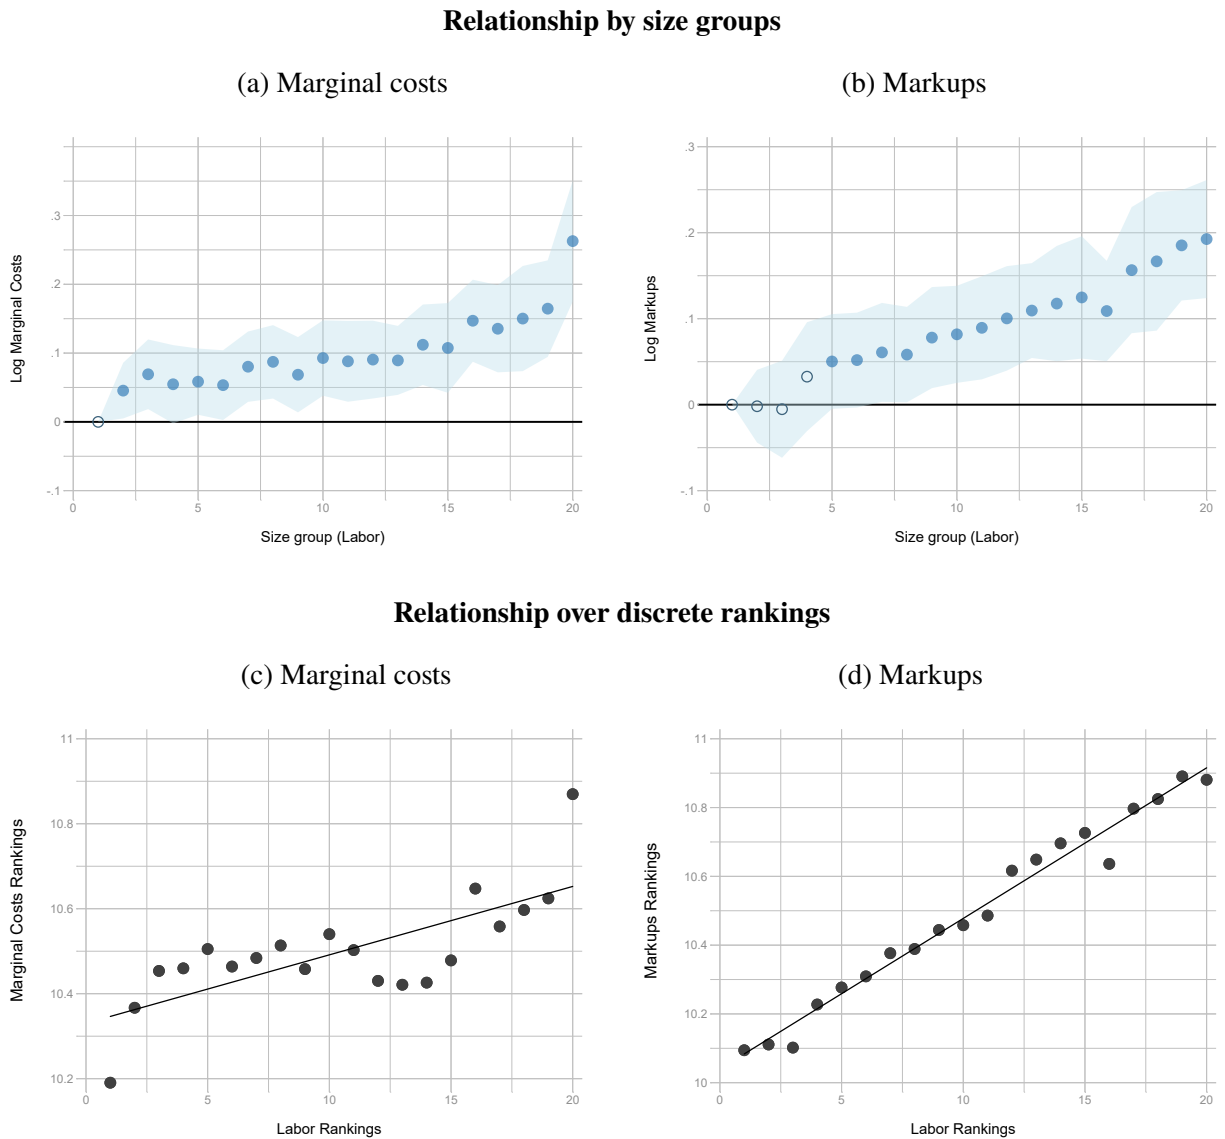 Relationship by size groups
(a) Marginal costs
(b) Markups
Log Marginal Costs
.3
.2
.1
0
-.1
0 5 10 15 20
Size group (Labor)
Log Markups
.3
.2
.1
0
-.1
0 5 10 15 20
Size group (Labor)
Relationship over discrete rankings
(c) Marginal costs
(d) Markups
Marginal Costs Rankings
11
10.8
10.6
10.4
10.2
0 5 10 15 20
Labor Rankings
Markups Rankings
11
10.8
10.6
10.4
10.2
10
0 5 10 15 20
Labor Rankings